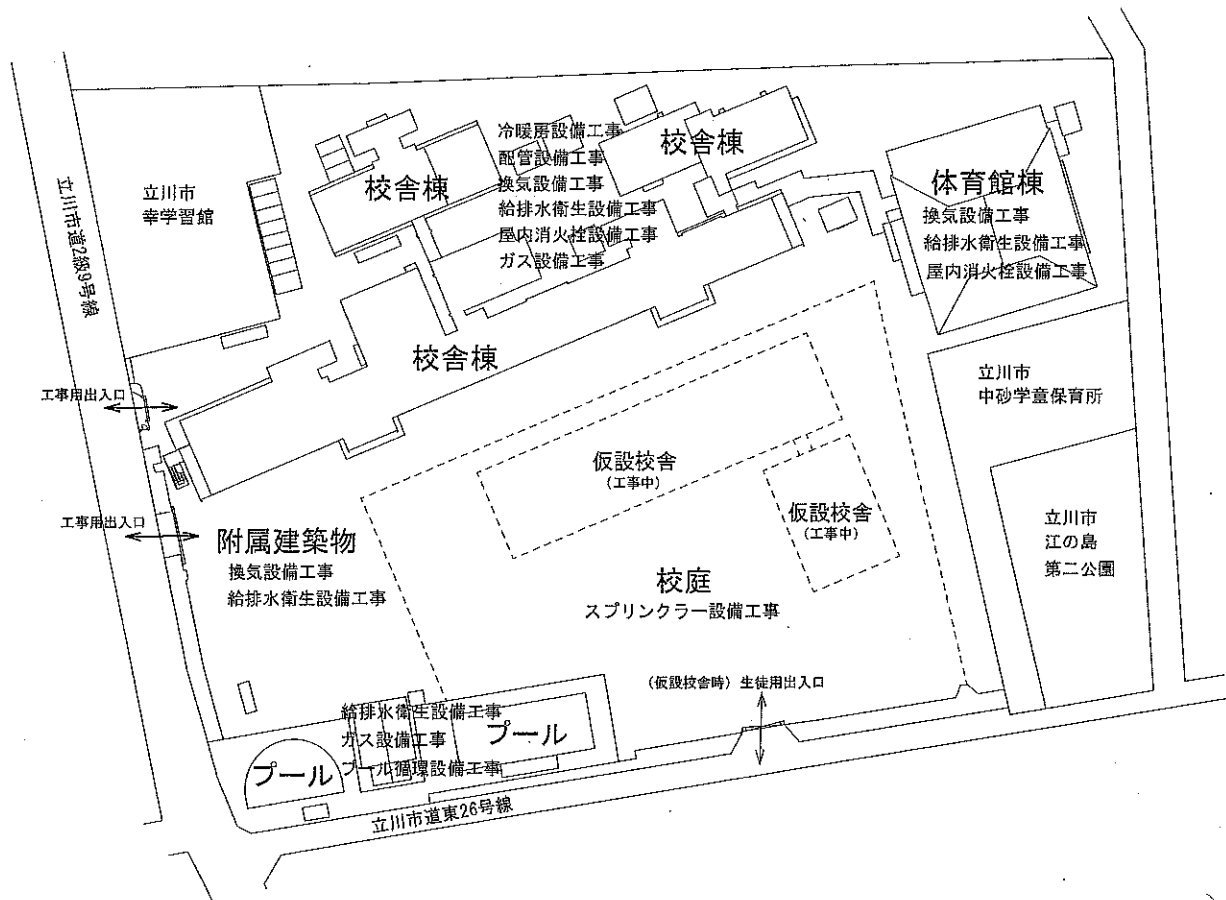 冷暖房設備工事
配管設備工事
換気設備工事
給排水衛生設備工事
屋内消火栓設備工事
ガス設備工事
校舎棟
校舎棟
体育館棟
換気設備工事
給排水衛生設備工事
屋内消火栓設備工事
立川市
幸学習館
立川市道2級9号線
校舎棟
立川市
中砂学童保育所
工事用出入口
仮設校舎
(工事中)
仮設校舎
(工事中)
工事用出入口
附属建築物
換気設備工事
給排水衛生設備工事
立川市
江の島
第二公園
校庭
スプリンクラー設備工事
(仮設校舎時) 生徒用出入口
給排水衛生設備工事
ガス設備工事
プール循環設備工事
プール
プール
立川市道東26号線